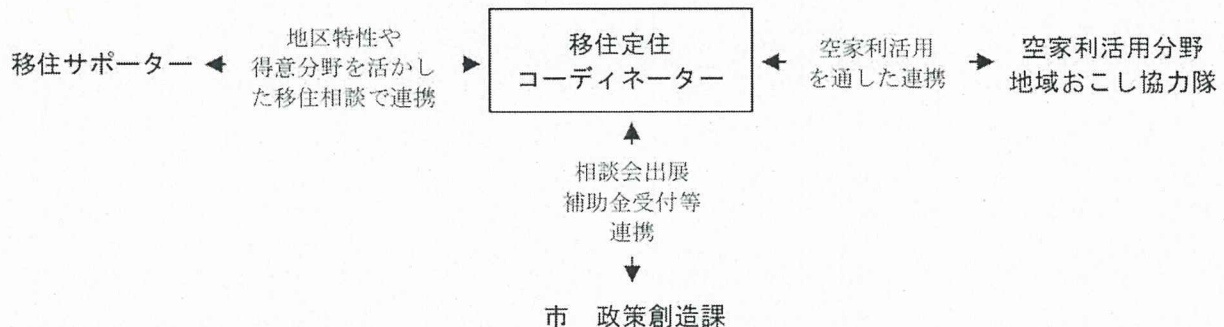 移住サポーター
地区特性や
得意分野を活かし
た移住相談で連携
移住定住
コーディネーター
空家利活用
を通した連携
空家利活用分野
地域おこし協力隊
相談会出展
補助金受付等
連携
市　政策創造課